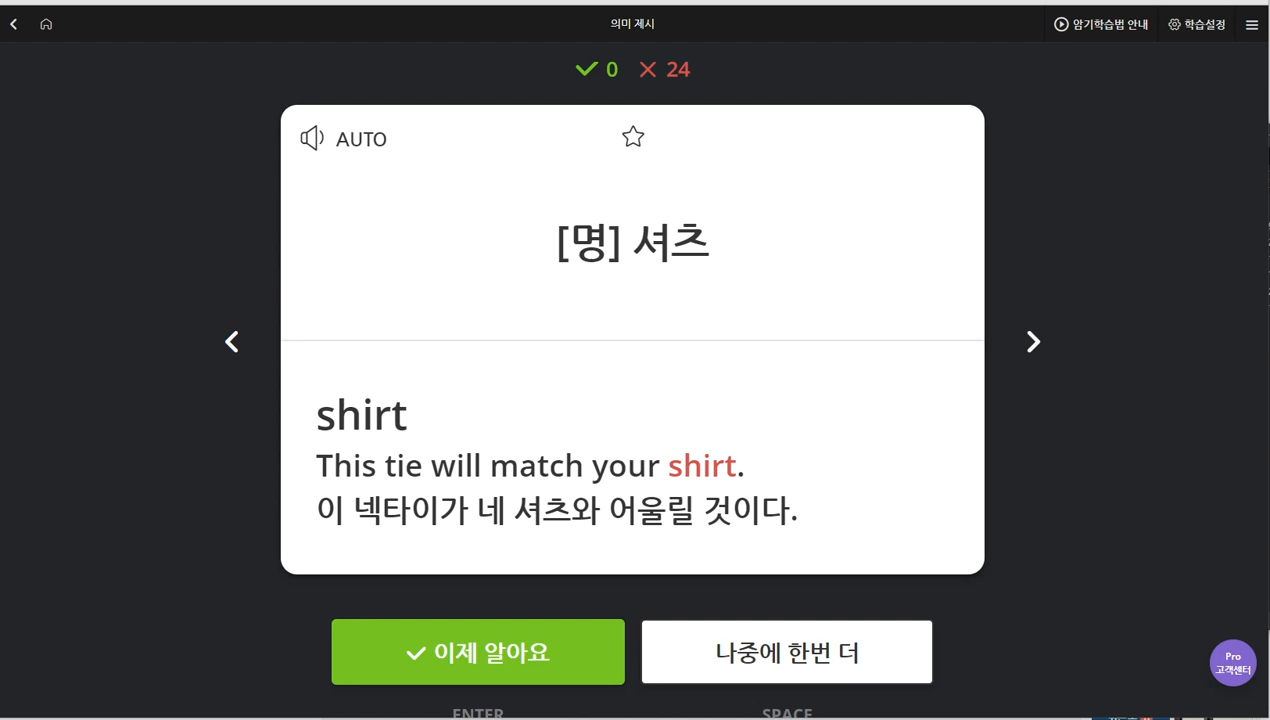 의미 제시
암기학습법 안내
학습설정
0
24
AUTO
[명] 셔츠
shirt
This tie will match your shirt.
이 넥타이가 네 셔츠와 어울릴 것이다.
이제 알아요
나중에 한번 더
Pro
고객센터
ENTER
SPACE